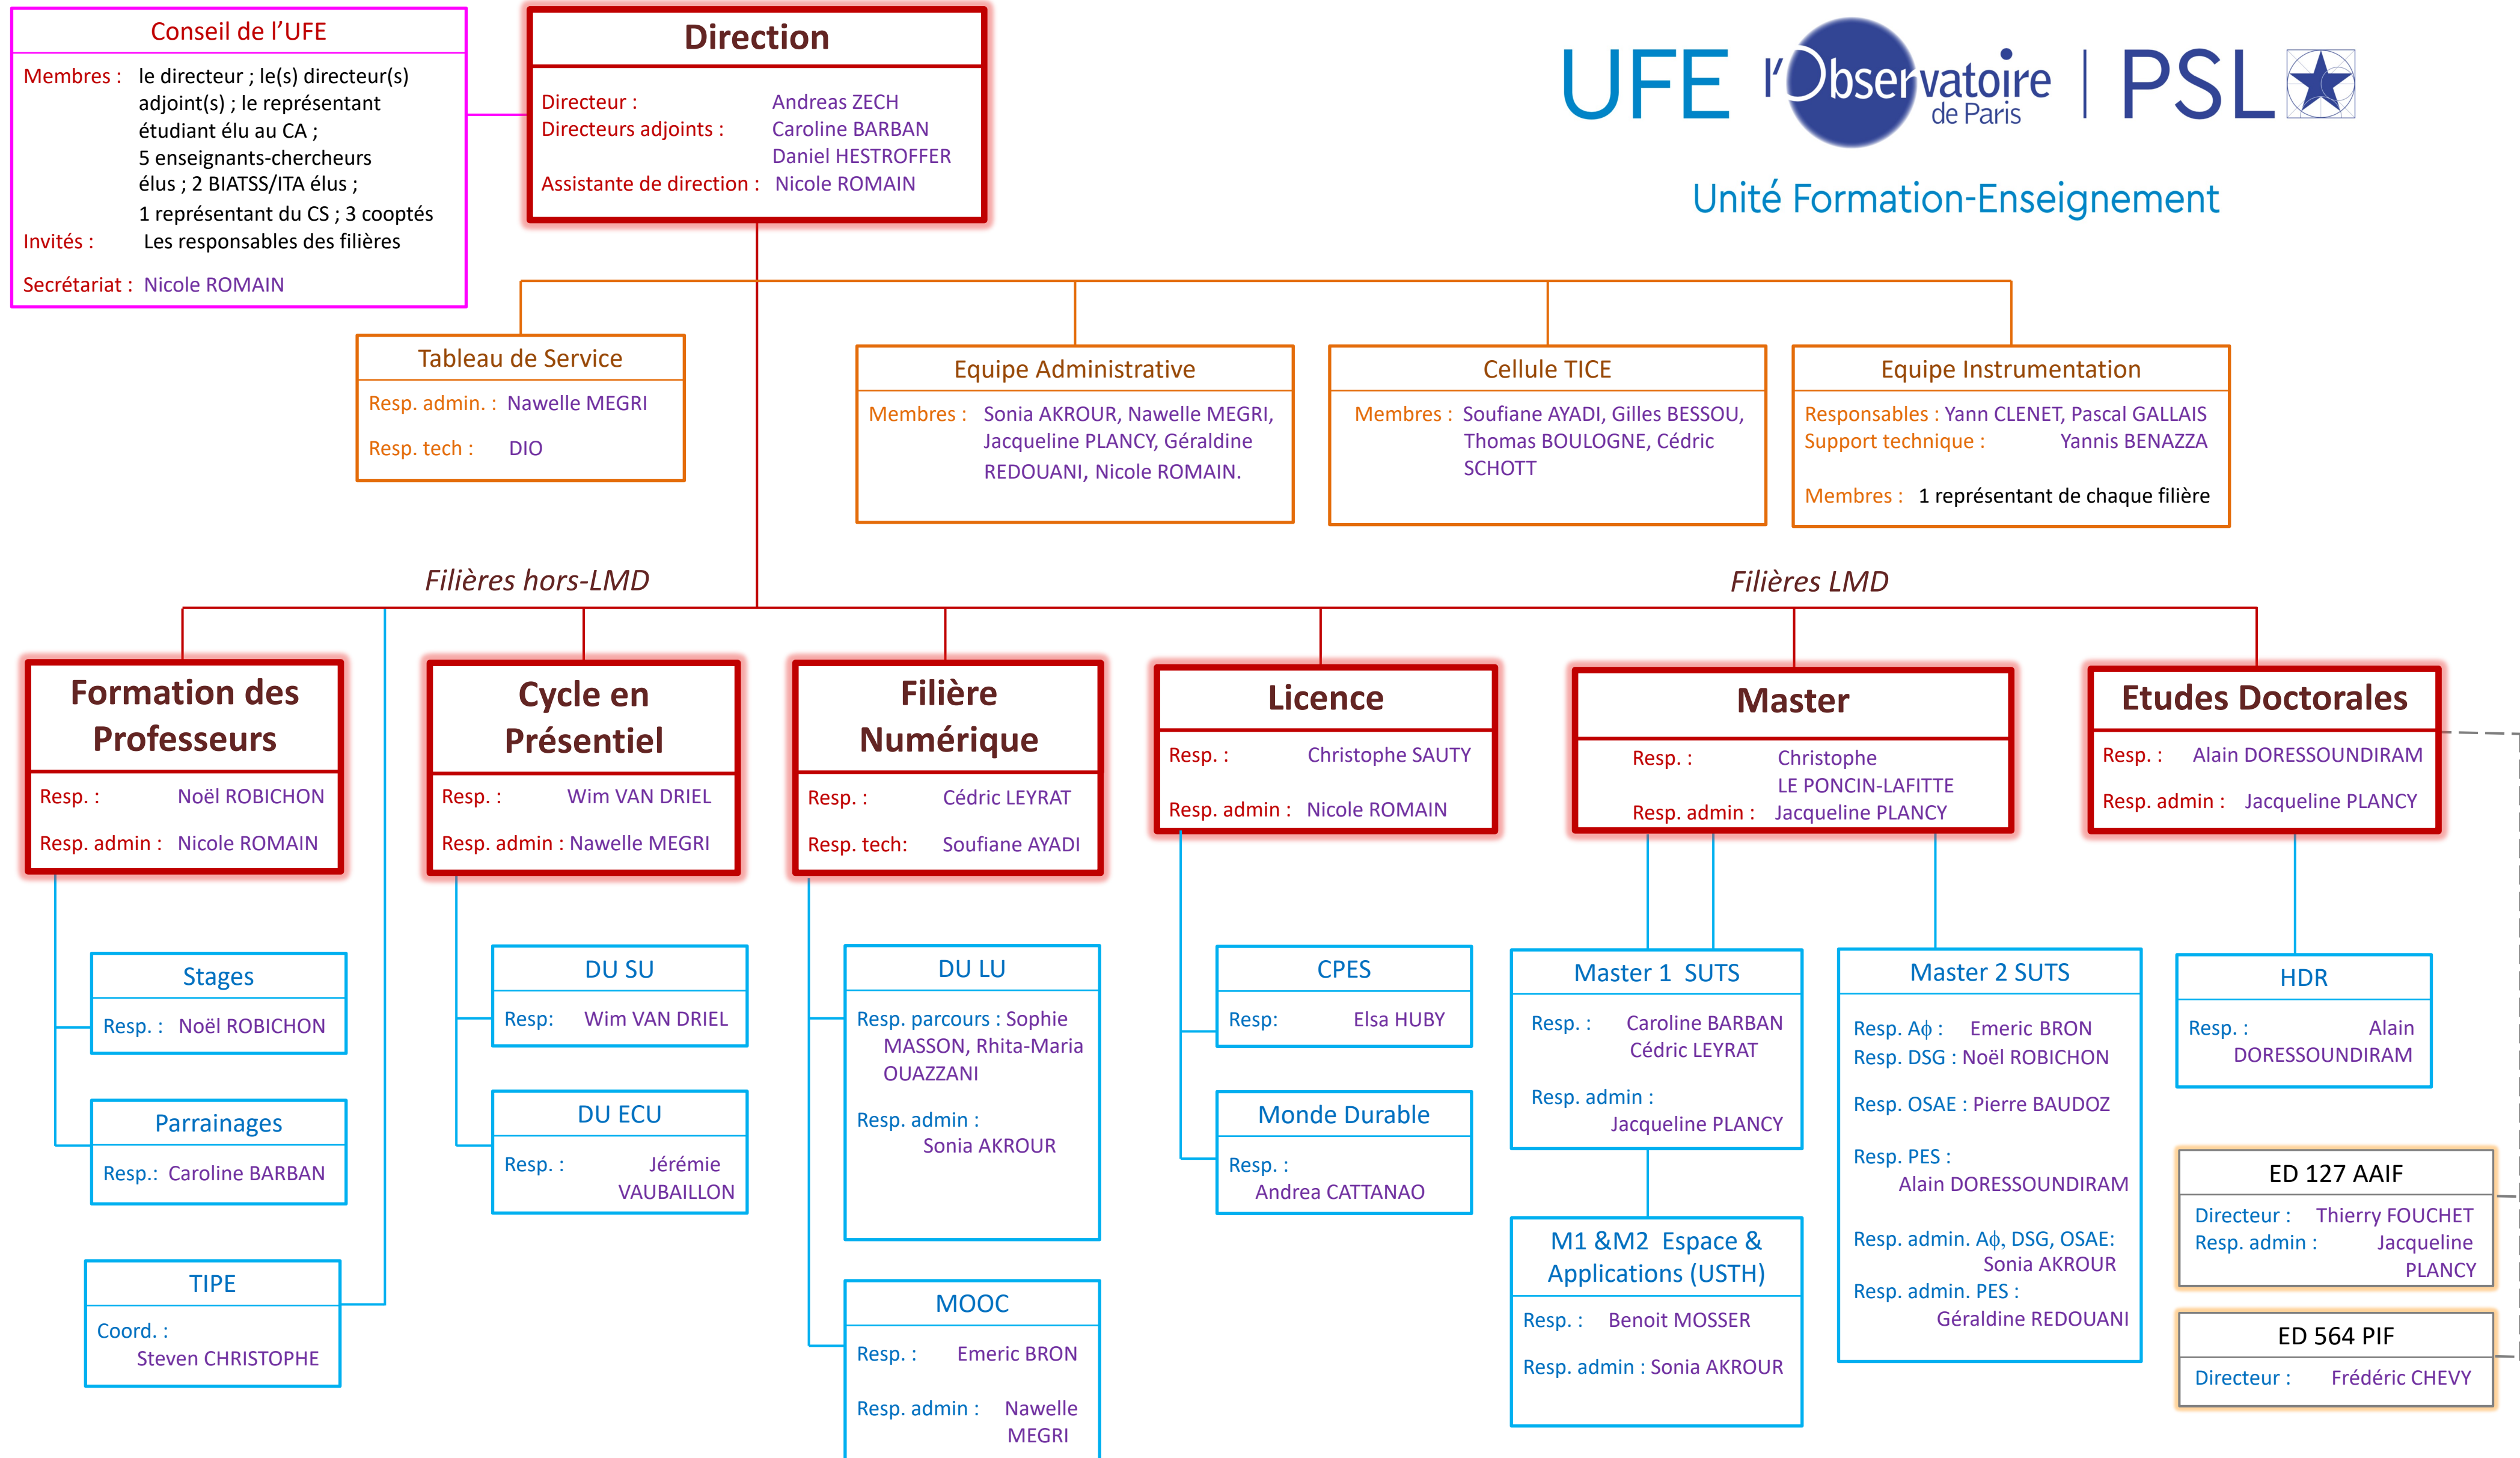 Conseil de l’UFE
Membres : le directeur ; le(s) directeur(s)
adjoint(s) ; le représentant
étudiant élu au CA ;
5 enseignants-chercheurs
élus ; 2 BIATSS/ITA élus ;
1 représentant du CS ; 3 cooptés
Invités : Les responsables des filières
Secrétariat : Nicole ROMAIN
Direction
Directeur : Andreas ZECH
Directeurs adjoints : Caroline BARBAN
Daniel HESTROFFER
Assistante de direction : Nicole ROMAIN
UFE l’Observatoire de Paris | PSL
Unité Formation-Enseignement
Tableau de Service
Resp. admin. : Nawelle MEGRI
Resp. tech : DIO
Equipe Administrative
Membres : Sonia AKROUR, Nawelle MEGRI,
Jacqueline PLANCY, Géraldine
REDOUANI, Nicole ROMAIN.
Cellule TICE
Membres : Soufiane AYADI, Gilles BESSOU,
Thomas BOULOGNE, Cédric
SCHOTT
Equipe Instrumentation
Responsables : Yann CLENET, Pascal GALLAIS
Support technique : Yannis BENAZZA
Membres : 1 représentant de chaque filière
Filières hors-LMD
Filières LMD
Formation des
Professeurs
Resp. : Noël ROBICHON
Resp. admin : Nicole ROMAIN
Cycle en
Présentiel
Resp. : Wim VAN DRIEL
Resp. admin : Nawelle MEGRI
Filière
Numérique
Resp. : Cédric LEYRAT
Resp. tech: Soufiane AYADI
Licence
Resp. : Christophe SAUTY
Resp. admin : Nicole ROMAIN
Master
Resp. : Christophe
LE PONCIN-LAFITTE
Resp. admin : Jacqueline PLANCY
Etudes Doctorales
Resp. : Alain DORESSOUNDIRAM
Resp. admin : Jacqueline PLANCY
Stages
Resp. : Noël ROBICHON
Parrainages
Resp.: Caroline BARBAN
TIPE
Coord. :
Steven CHRISTOPHE
DU SU
Resp: Wim VAN DRIEL
DU ECU
Resp. : Jérémie
VAUBAILLON
DU LU
Resp. parcours : Sophie
MASSON, Rhita-Maria
OUAZZANI
Resp. admin :
Sonia AKROUR
MOOC
Resp. : Emeric BRON
Resp. admin : Nawelle
MEGRI
CPES
Resp: Elsa HUBY
Monde Durable
Resp. :
Andrea CATTANAO
Master 1 SUTS
Resp. : Caroline BARBAN
Cédric LEYRAT
Resp. admin :
Jacqueline PLANCY
M1 &M2 Espace &
Applications (USTH)
Resp. : Benoit MOSSER
Resp. admin : Sonia AKROUR
Master 2 SUTS
Resp. Aϕ : Emeric BRON
Resp. DSG : Noël ROBICHON
Resp. OSAE : Pierre BAUDOZ
Resp. PES :
Alain DORESSOUNDIRAM
Resp. admin. Aϕ, DSG, OSAE:
Sonia AKROUR
Resp. admin. PES :
Géraldine REDOUANI
HDR
Resp. : Alain
DORESSOUNDIRAM
ED 127 AAIF
Directeur : Thierry FOUCHET
Resp. admin : Jacqueline
PLANCY
ED 564 PIF
Directeur : Frédéric CHEVY